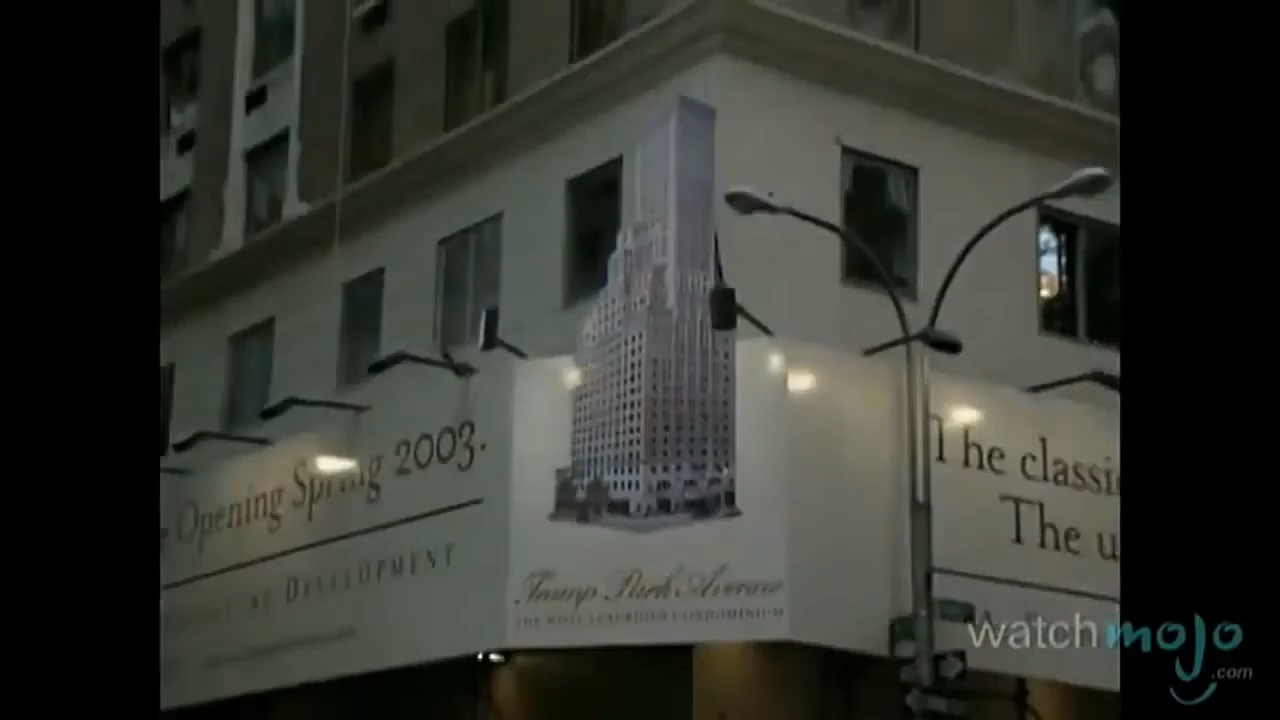 Opening Spring 2003.
DEVELOPMENT
Trump Park Avenue
THE MOST LUXURIOUS CONDOMINIUM
The classi
The u
watchmojo
.com